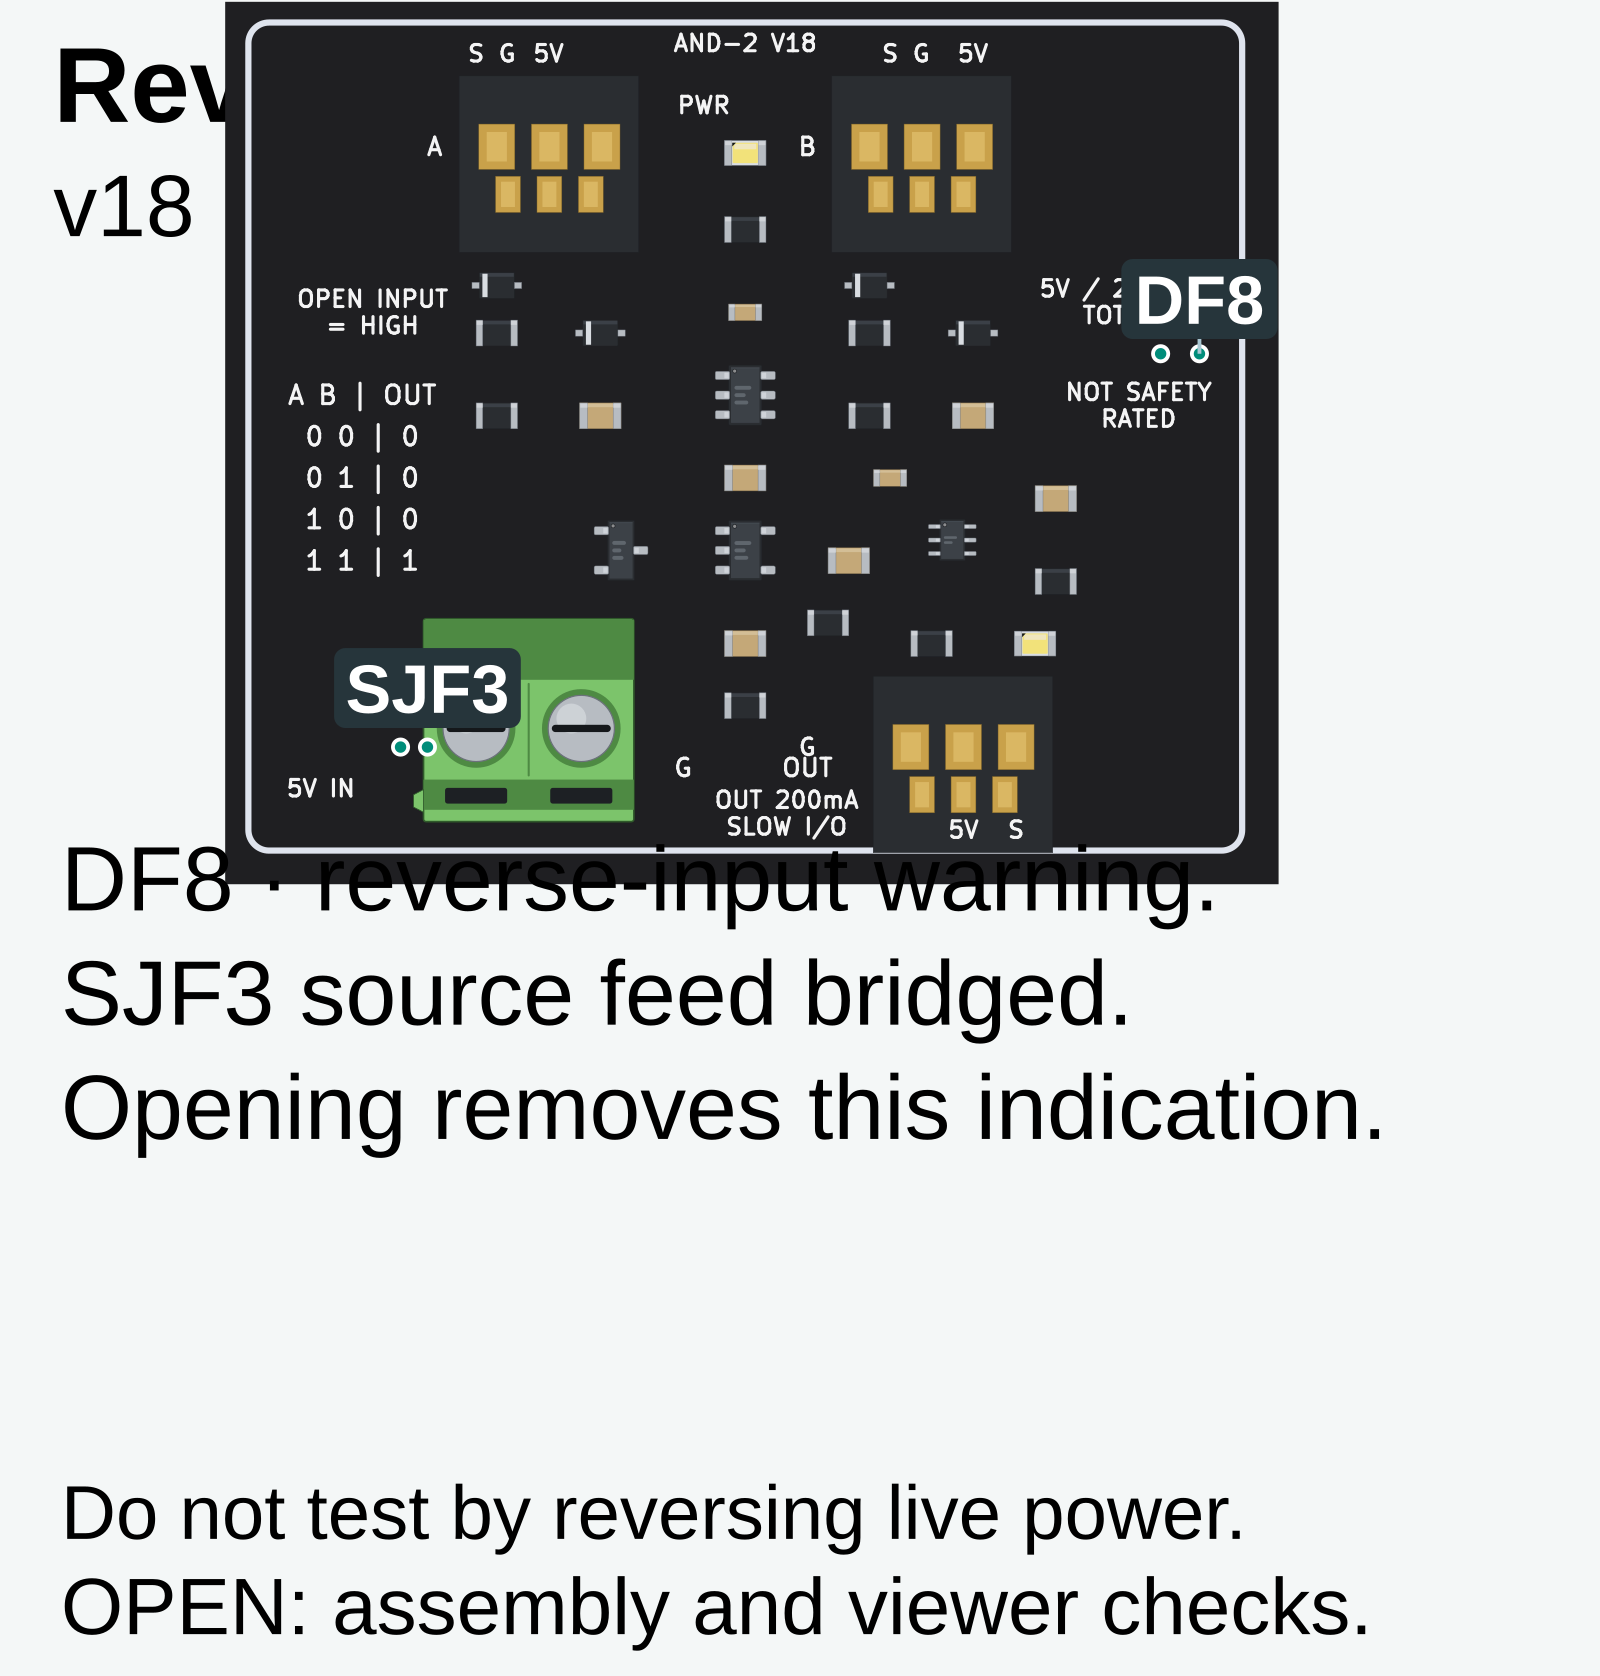 v18
AND-2 V18
S G 5V
S G 5V
PWR
A
B
OPEN INPUT
= HIGH
5V /
DF8
NOT SAFETY
RATED
A B | OUT
0 0 | 0
0 1 | 0
1 0 | 0
1 1 | 1
SJF3
5V IN
G
G
OUT
OUT 200mA
SLOW I/O
5V S
DF8 · reverse-input warning.
SJF3 source feed bridged.
Opening removes this indication.
Do not test by reversing live power.
OPEN: assembly and viewer checks.